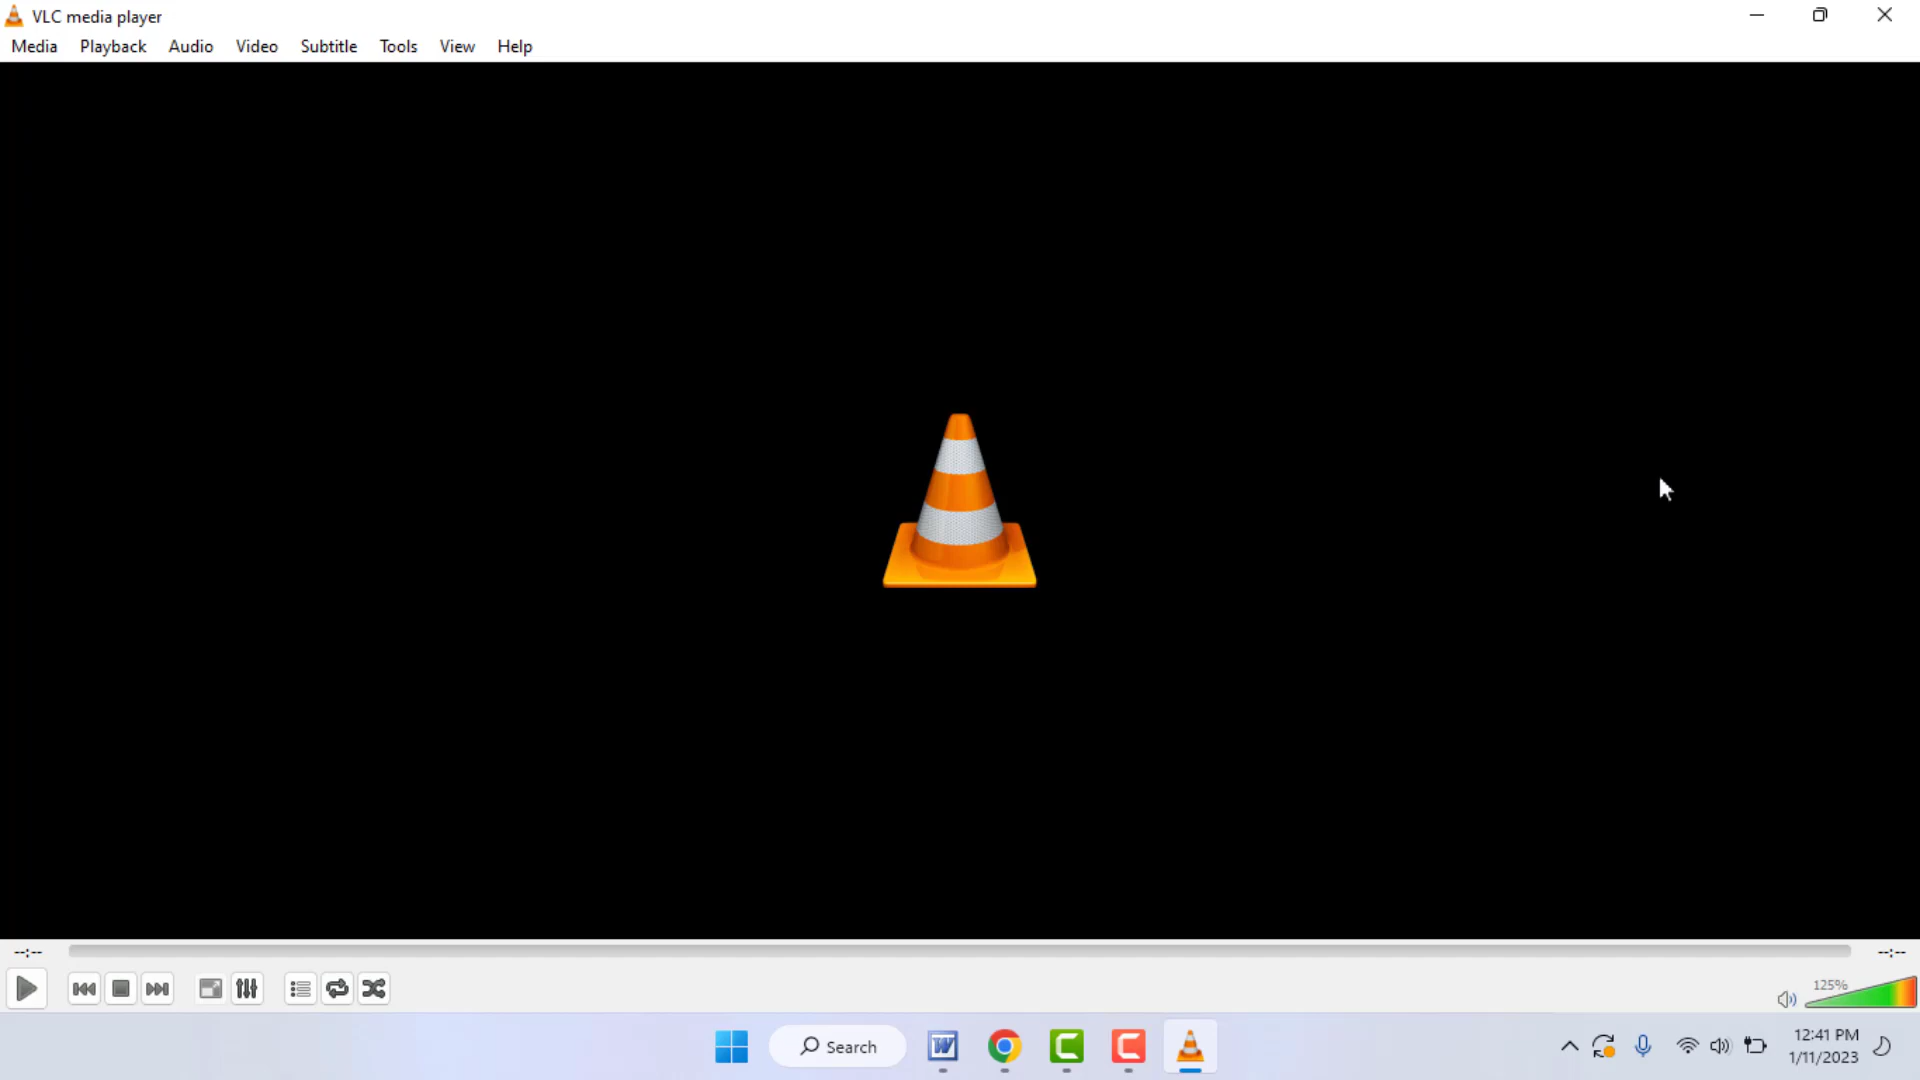 VLC media player
Media Playback Audio Video Subtitle Tools View Help
--:-- --:--
125%
Search
12:41 PM
1/11/2023